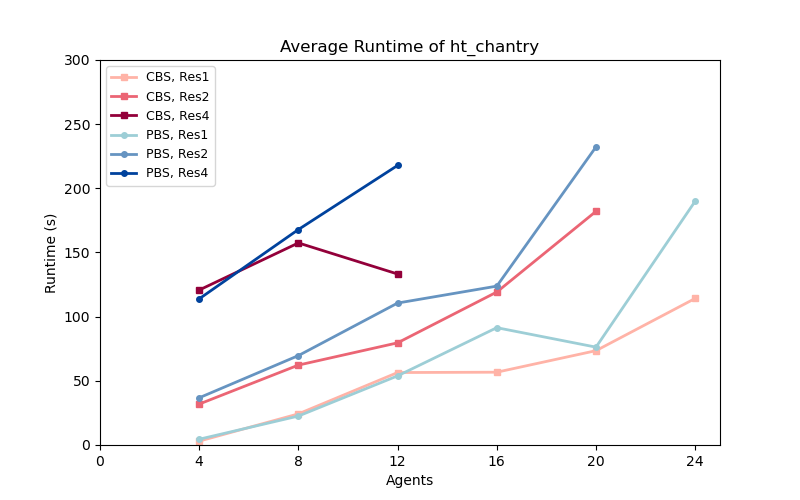 Average Runtime of ht_chantry
Runtime (s)
300
250
200
150
100
50
0
CBS, Res1
CBS, Res2
CBS, Res4
PBS, Res1
PBS, Res2
PBS, Res4
0 4 8 12 16 20 24
Agents